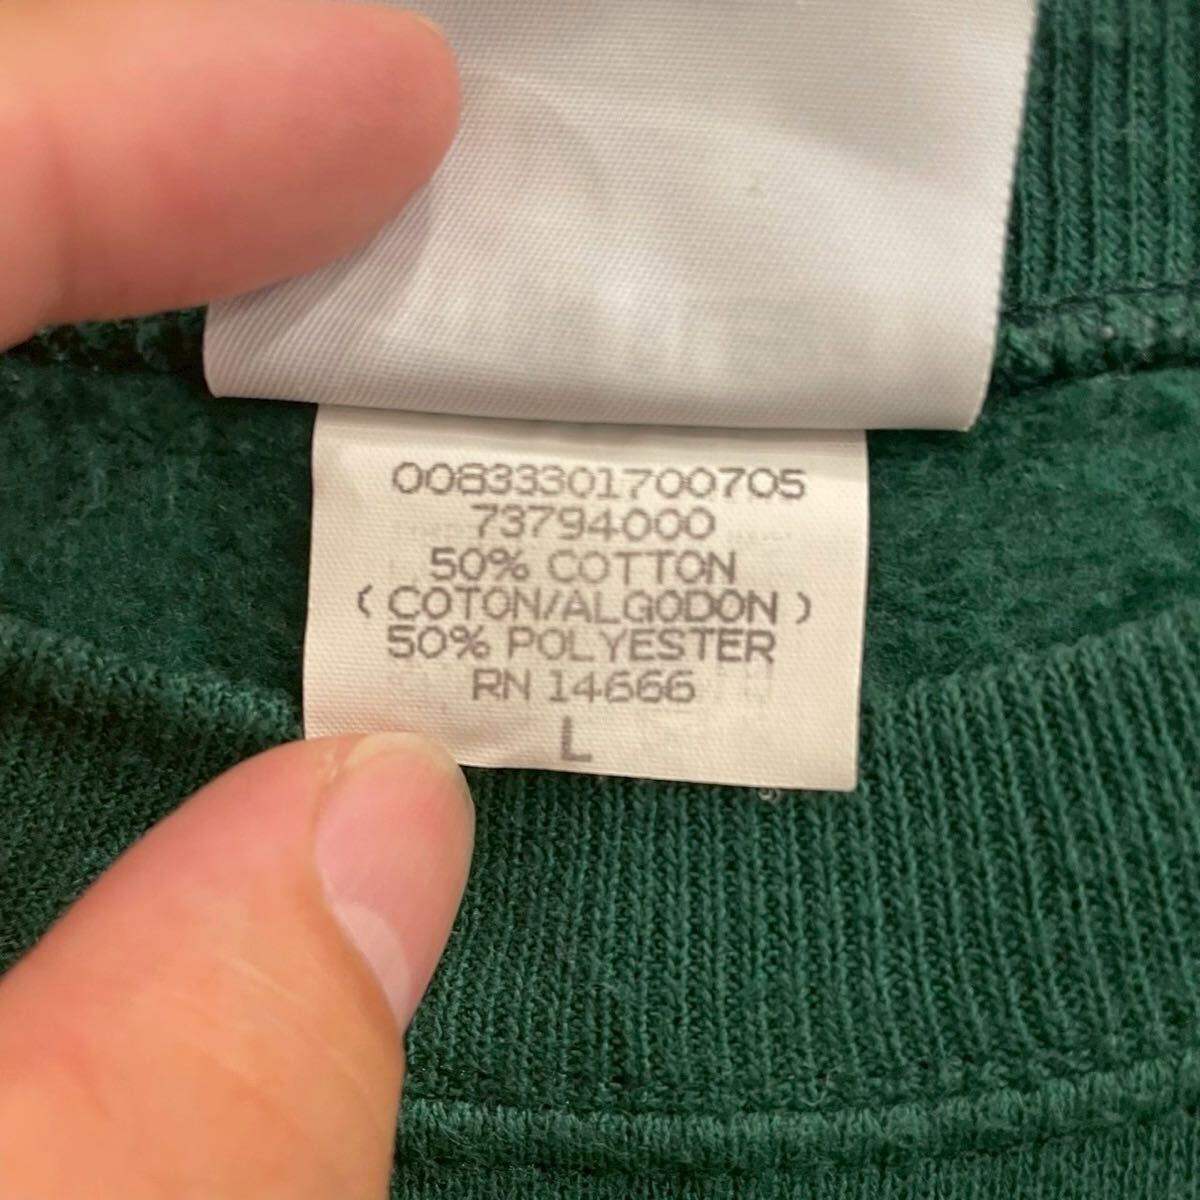 00833301700705
73794000
50% COTTON
( COTON/ALGODON )
50% POLYESTER
RN 14666
L